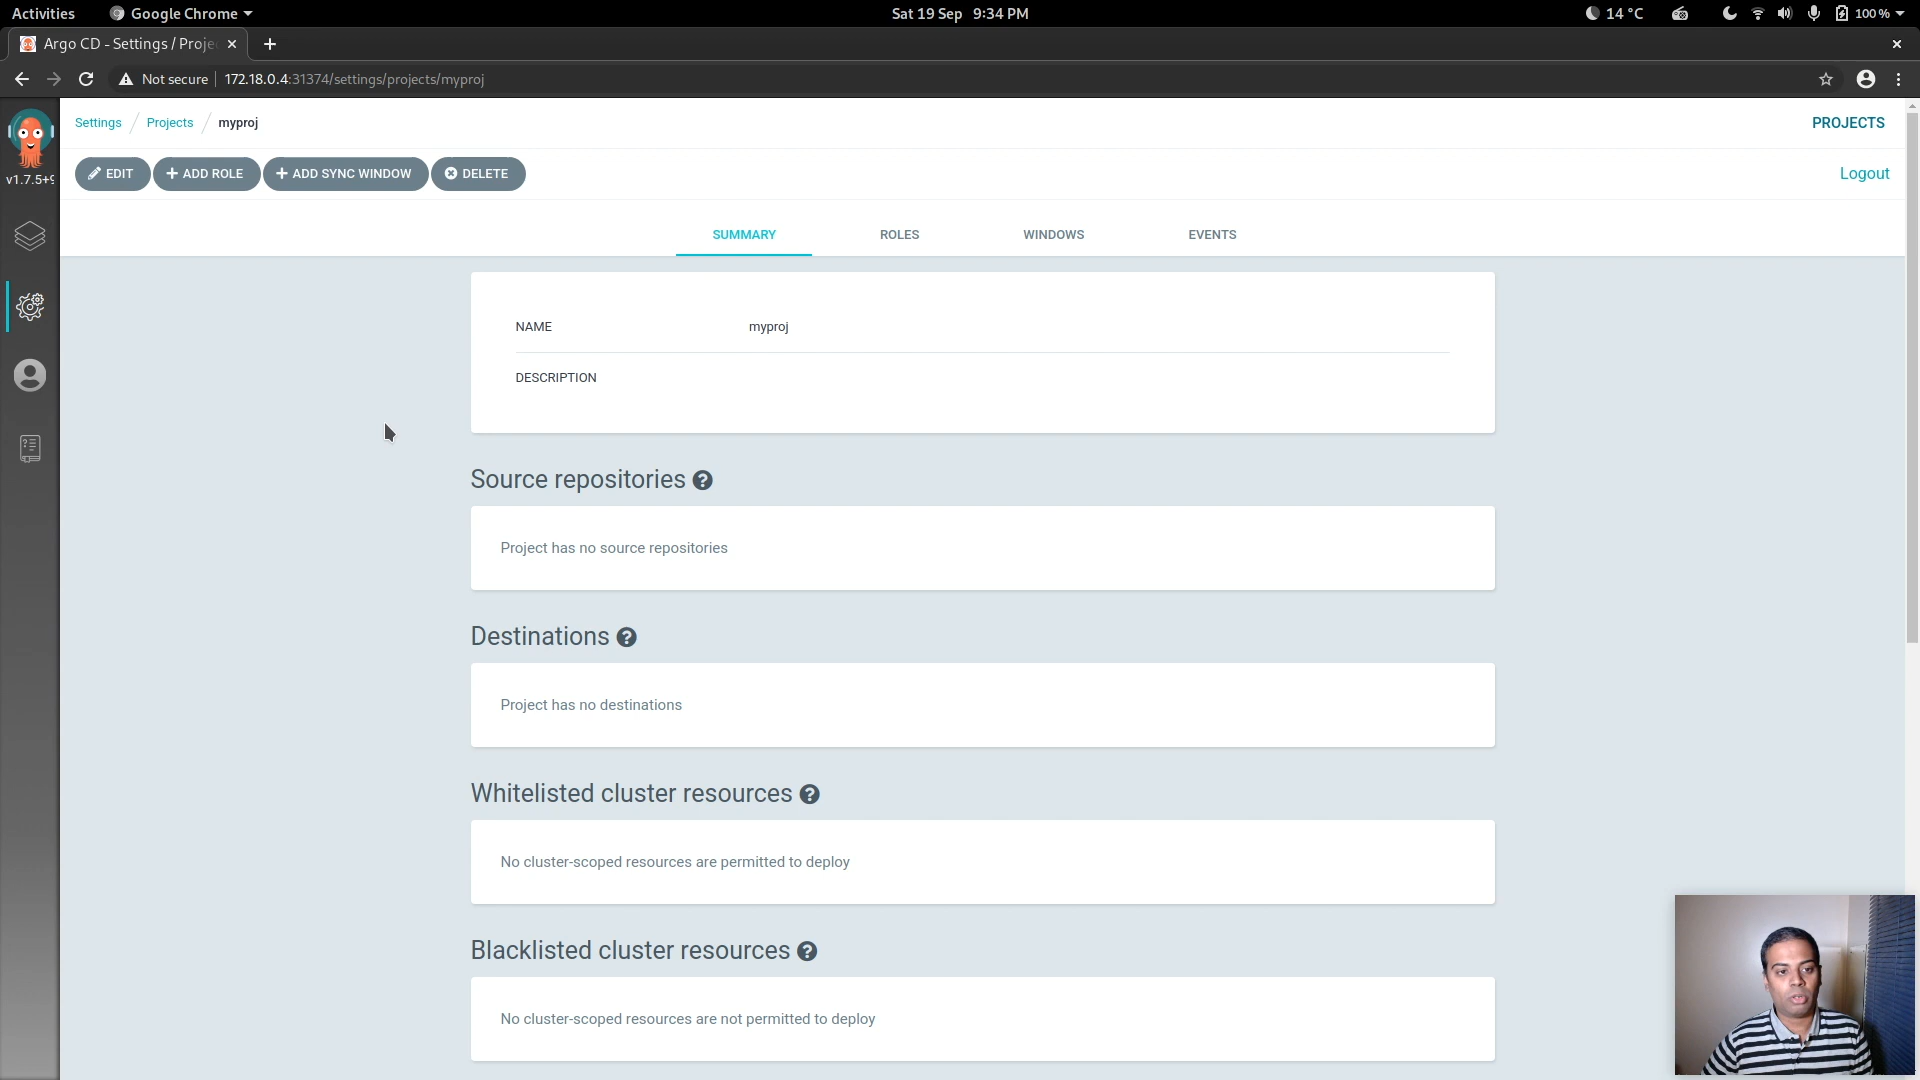 Activities
Google Chrome
Sat 19 Sep 9:34 PM
14 °C
100 %
Argo CD - Settings / Proje
Not secure
172.18.0.4:31374/settings/projects/myproj
Settings / Projects / myproj
PROJECTS
v1.7.5+9
EDIT
+ ADD ROLE
+ ADD SYNC WINDOW
DELETE
Logout
SUMMARY
ROLES
WINDOWS
EVENTS
NAME
myproj
DESCRIPTION
Source repositories ?
Project has no source repositories
Destinations ?
Project has no destinations
Whitelisted cluster resources ?
No cluster-scoped resources are permitted to deploy
Blacklisted cluster resources ?
No cluster-scoped resources are not permitted to deploy